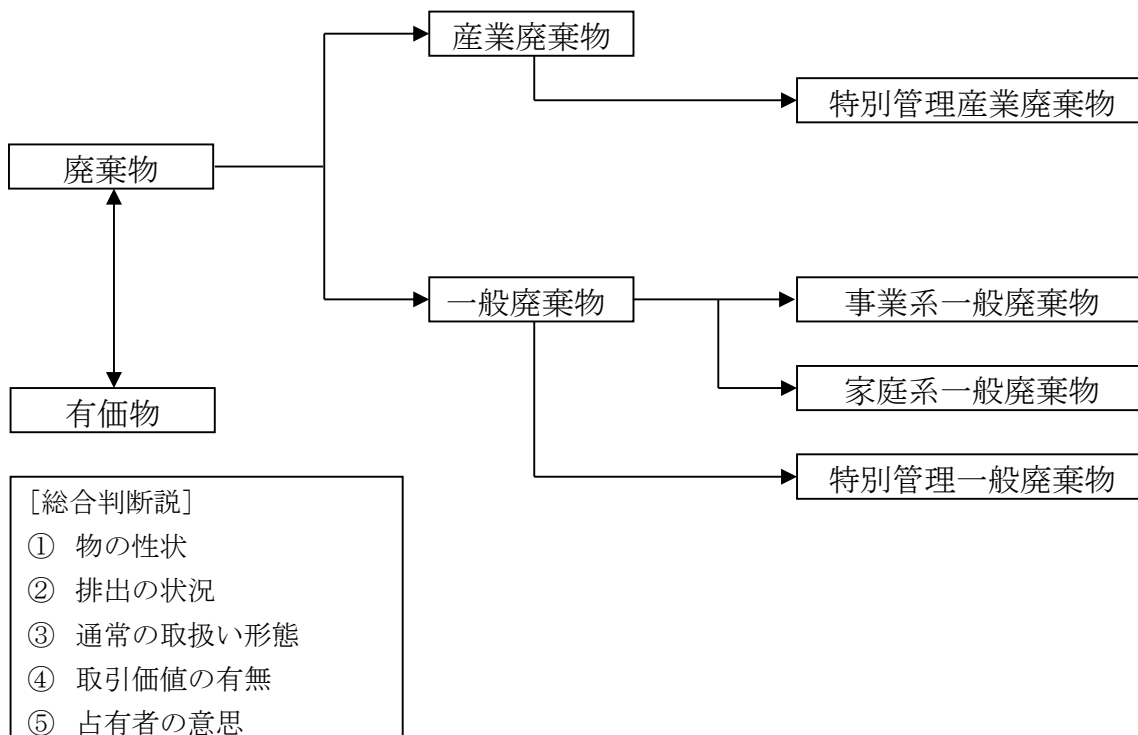 産業廃棄物
特別管理産業廃棄物
廃棄物
一般廃棄物
事業系一般廃棄物
家庭系一般廃棄物
有価物
特別管理一般廃棄物
［総合判断説］
① 物の性状
② 排出の状況
③ 通常の取扱い形態
④ 取引価値の有無
⑤ 占有者の意思